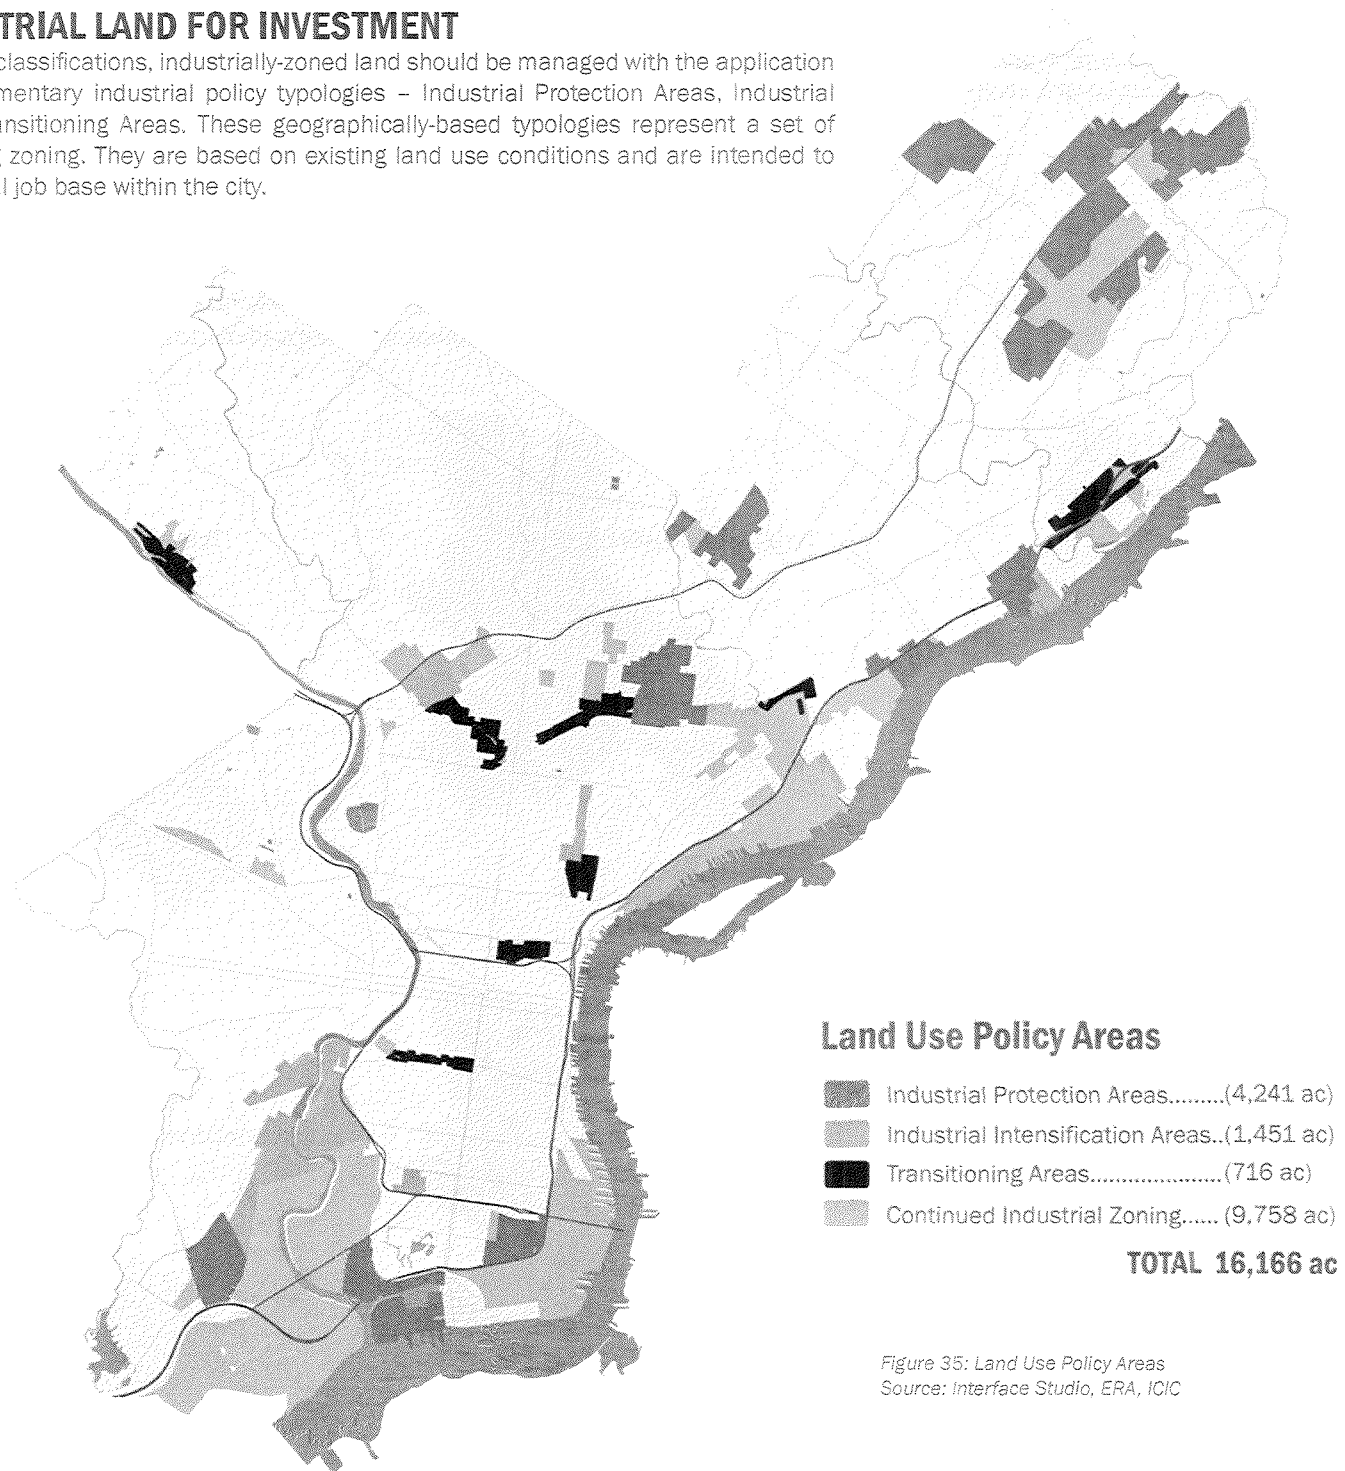 TRIAL LAND FOR INVESTMENT
classifications, industrially-zoned land should be managed with the application
mentary industrial policy typologies – Industrial Protection Areas, Industrial
ansitioning Areas. These geographically-based typologies represent a set of
g zoning. They are based on existing land use conditions and are intended to
l job base within the city.
Land Use Policy Areas
Industrial Protection Areas.........(4,241 ac)
Industrial Intensification Areas..(1,451 ac)
Transitioning Areas......................(716 ac)
Continued Industrial Zoning...... (9,758 ac)
TOTAL 16,166 ac
Figure 35: Land Use Policy Areas
Source: Interface Studio, ERA, ICIC